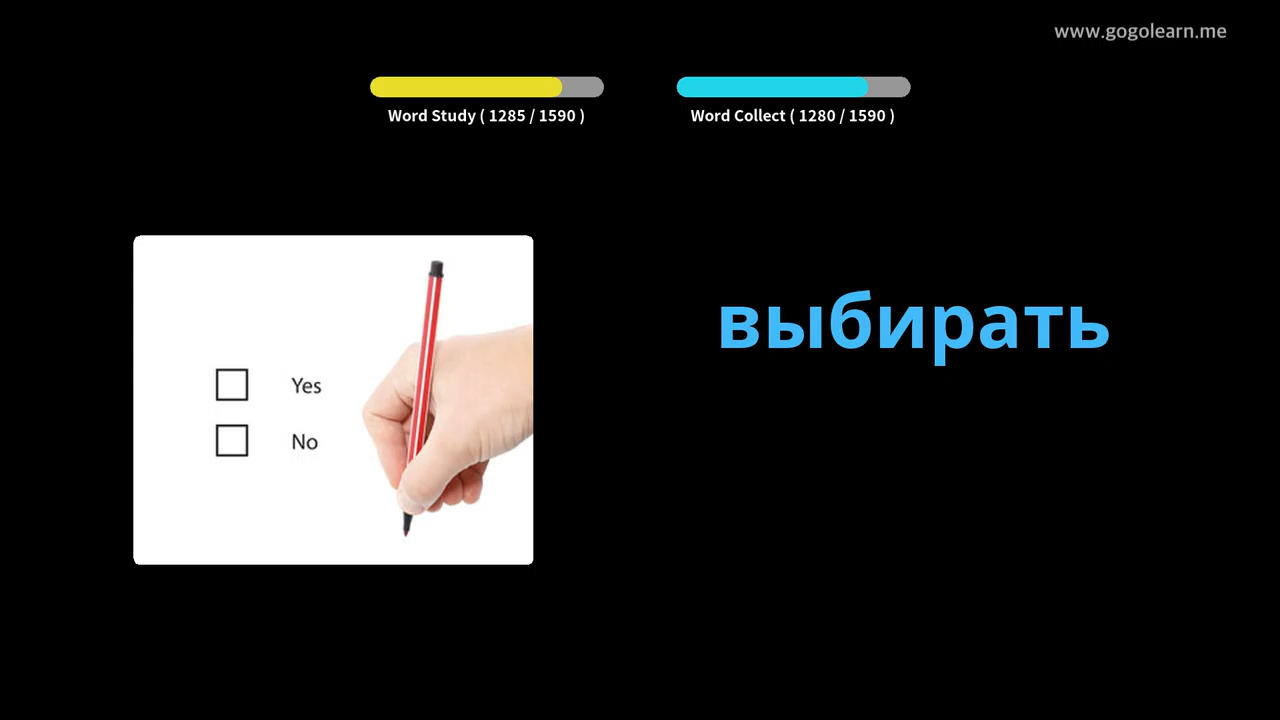 www.gogolearn.me
Word Study ( 1285 / 1590 )
Word Collect ( 1280 / 1590 )
выбирать
Yes
No